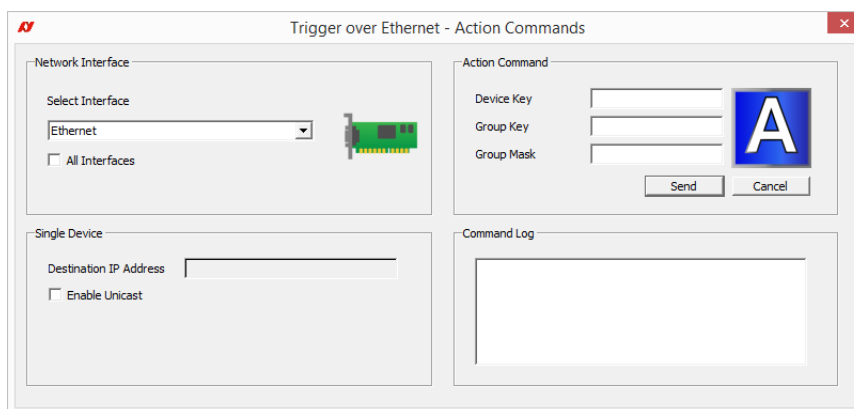 Trigger over Ethernet - Action Commands
Network Interface
Select Interface
Ethernet
All Interfaces
Action Command
Device Key
Group Key
Group Mask
A
Send
Cancel
Single Device
Destination IP Address
Enable Unicast
Command Log